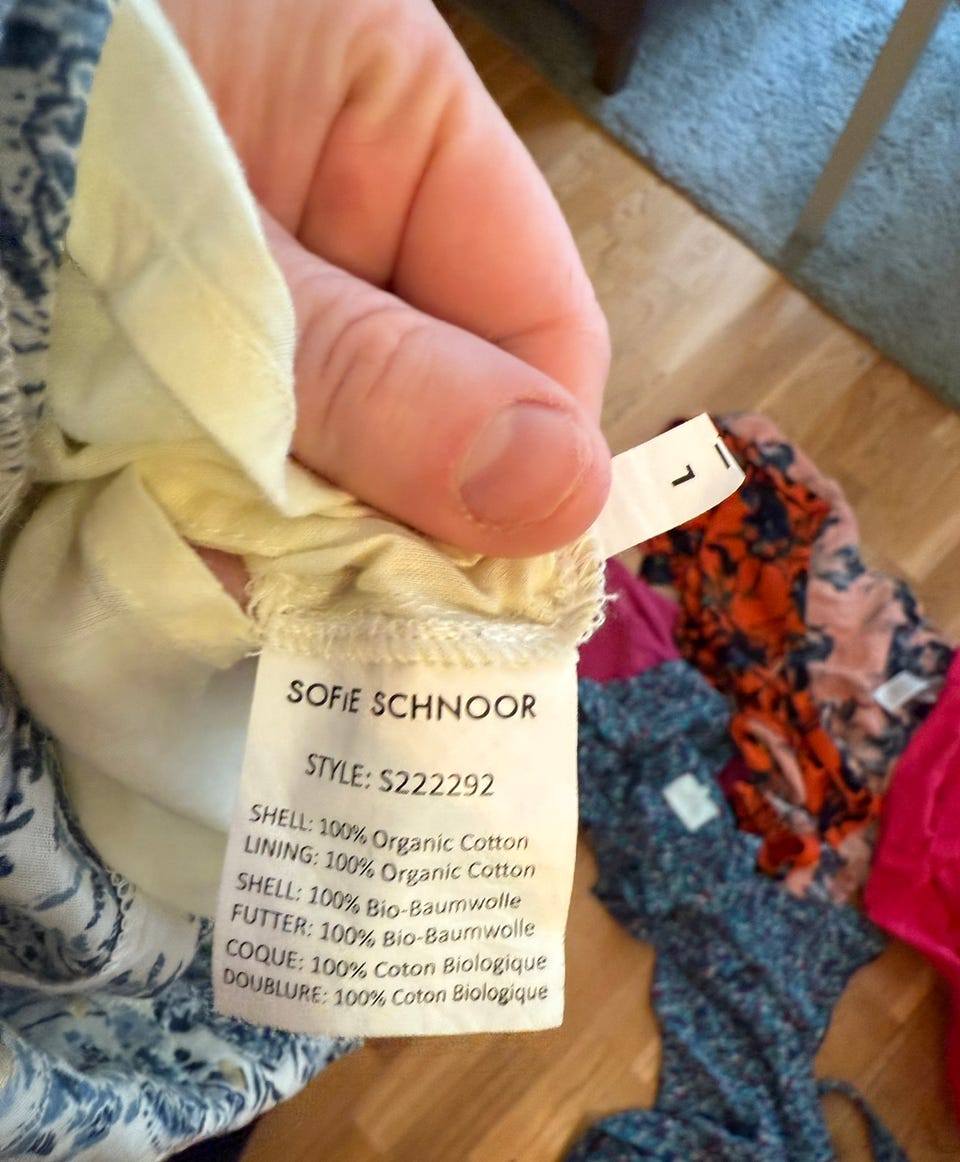 SOFiE SCHNOOR
STYLE: S222292
SHELL: 100% Organic Cotton
LINING: 100% Organic Cotton
SHELL: 100% Bio-Baumwolle
FUTTER: 100% Bio-Baumwolle
COQUE: 100% Coton Biologique
DOUBLURE: 100% Coton Biologique
L